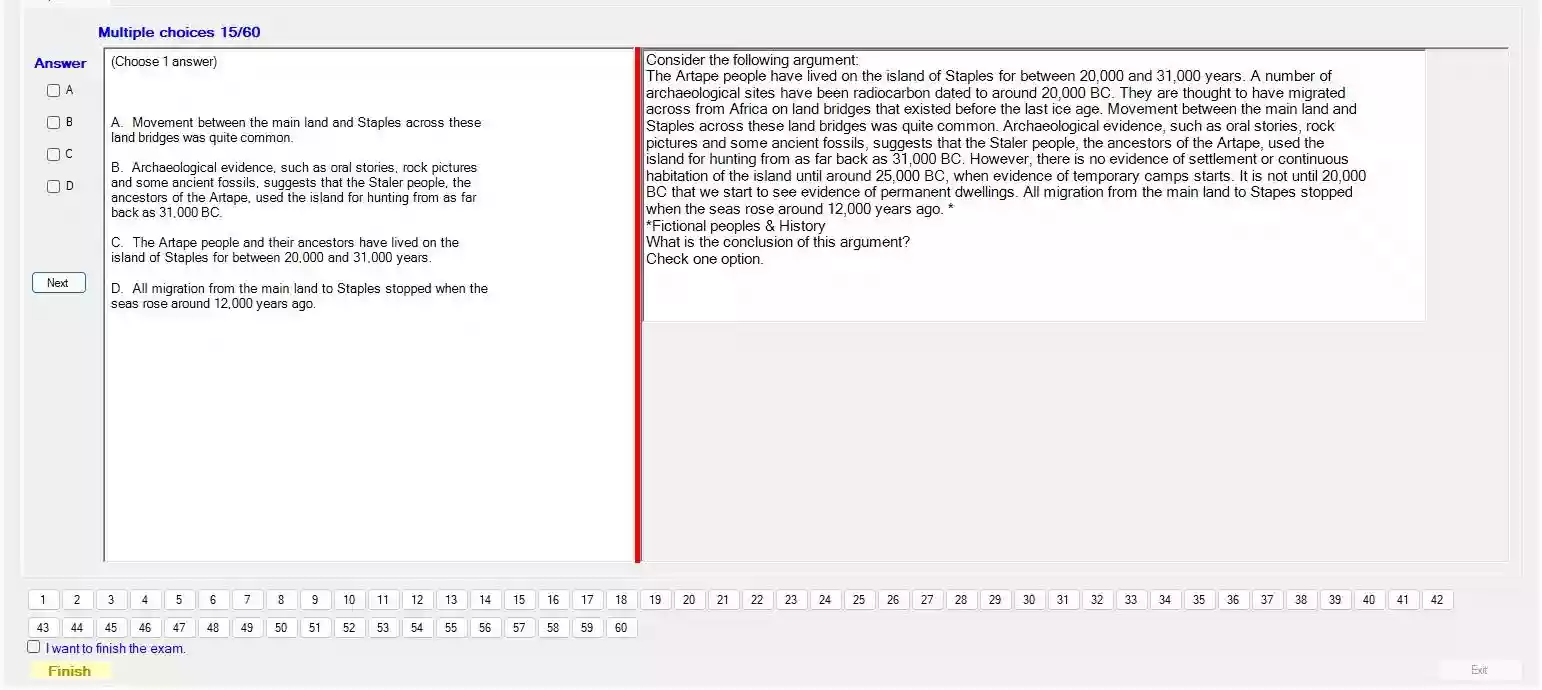 Multiple choices 15/60
Answer
A
B
C
D
Next
(Choose 1 answer)
A. Movement between the main land and Staples across these
land bridges was quite common.
B. Archaeological evidence, such as oral stories, rock pictures
and some ancient fossils, suggests that the Staler people, the
ancestors of the Artape, used the island for hunting from as far
back as 31,000 BC.
C. The Artape people and their ancestors have lived on the
island of Staples for between 20,000 and 31,000 years.
D. All migration from the main land to Staples stopped when the
seas rose around 12,000 years ago.
Consider the following argument:
The Artape people have lived on the island of Staples for between 20,000 and 31,000 years. A number of
archaeological sites have been radiocarbon dated to around 20,000 BC. They are thought to have migrated
across from Africa on land bridges that existed before the last ice age. Movement between the main land and
Staples across these land bridges was quite common. Archaeological evidence, such as oral stories, rock
pictures and some ancient fossils, suggests that the Staler people, the ancestors of the Artape, used the
island for hunting from as far back as 31,000 BC. However, there is no evidence of settlement or continuous
habitation of the island until around 25,000 BC, when evidence of temporary camps starts. It is not until 20,000
BC that we start to see evidence of permanent dwellings. All migration from the main land to Stapes stopped
when the seas rose around 12,000 years ago. *
*Fictional peoples & History
What is the conclusion of this argument?
Check one option.
1 2 3 4 5 6 7 8 9 10 11 12 13 14 15 16 17 18 19 20 21 22 23 24 25 26 27 28 29 30 31 32 33 34 35 36 37 38 39 40 41 42
43 44 45 46 47 48 49 50 51 52 53 54 55 56 57 58 59 60
I want to finish the exam.
Finish
Exit